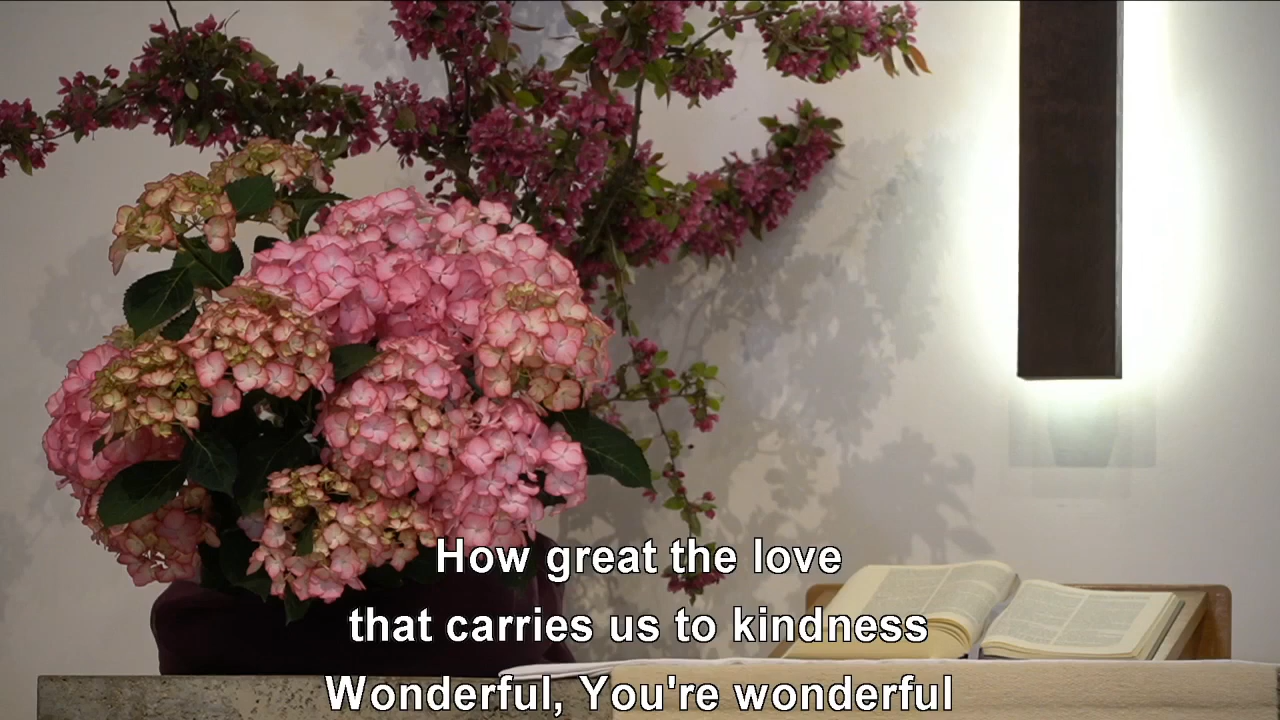 How great the love
that carries us to kindness
Wonderful, You're wonderful